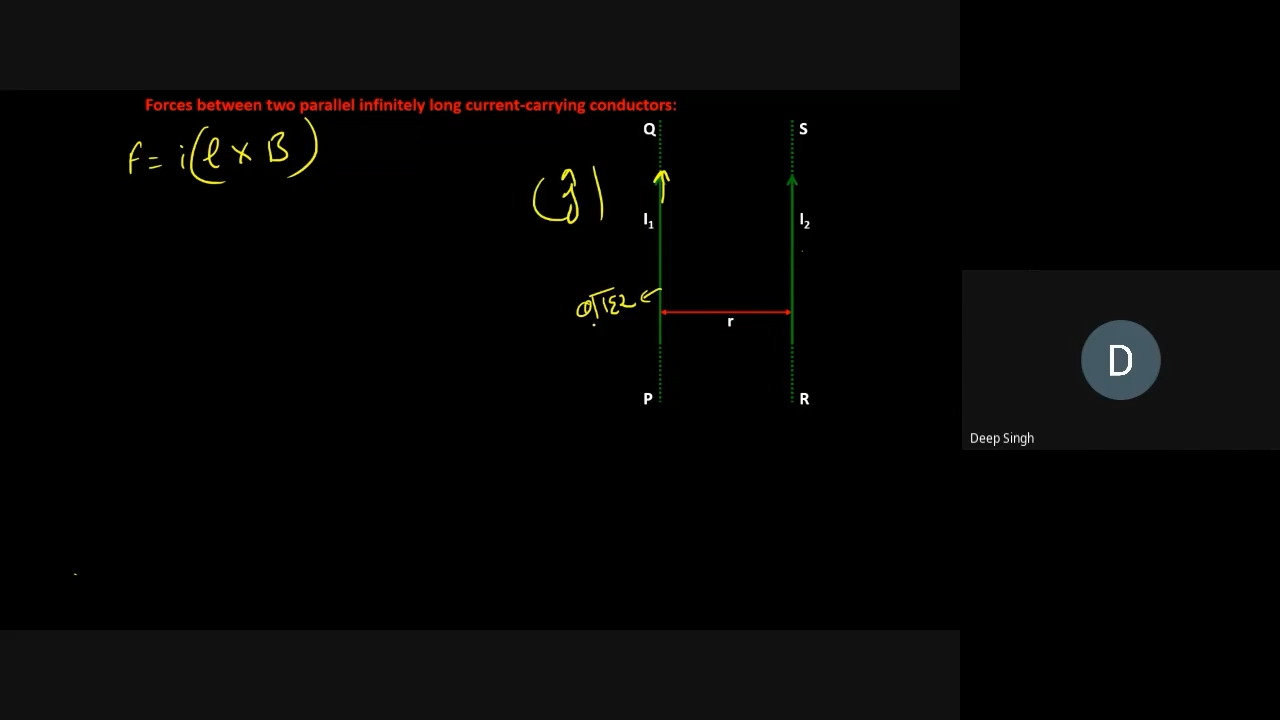 Forces between two parallel infinitely long current-carrying conductors:
F = i(l × B)
Q S
(ĵ)
I₁ I₂
r
P R
Deep Singh
D